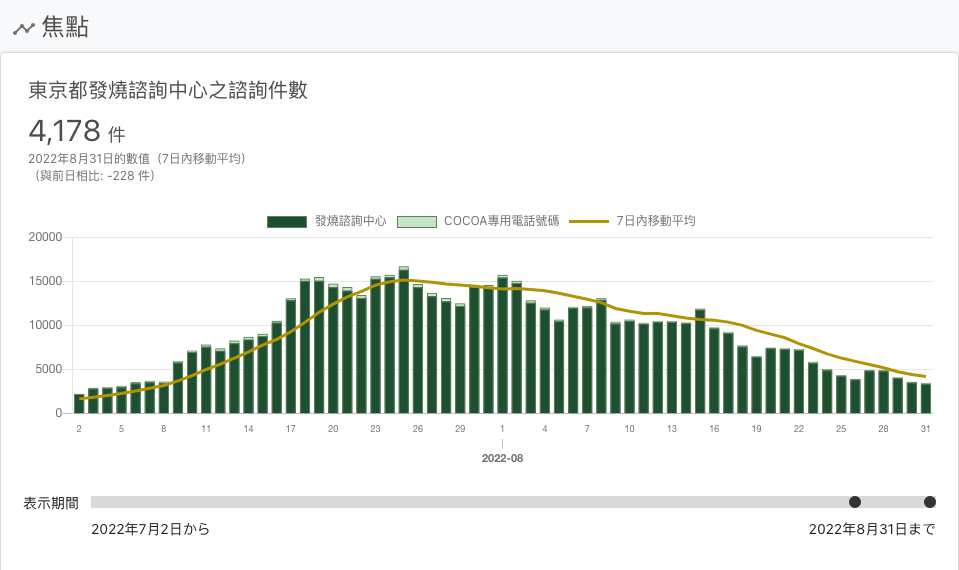 焦點
東京都發燒諮詢中心之諮詢件數
4,178 件
2022年8月31日的數值（7日內移動平均）
（與前日相比: -228 件）
發燒諮詢中心 COCOA專用電話號碼 7日內移動平均
20000
15000
10000
5000
0
2 5 8 11 14 17 20 23 26 29 1 4 7 10 13 16 19 22 25 28 31
2022-08
表示期間
2022年7月2日から 2022年8月31日まで